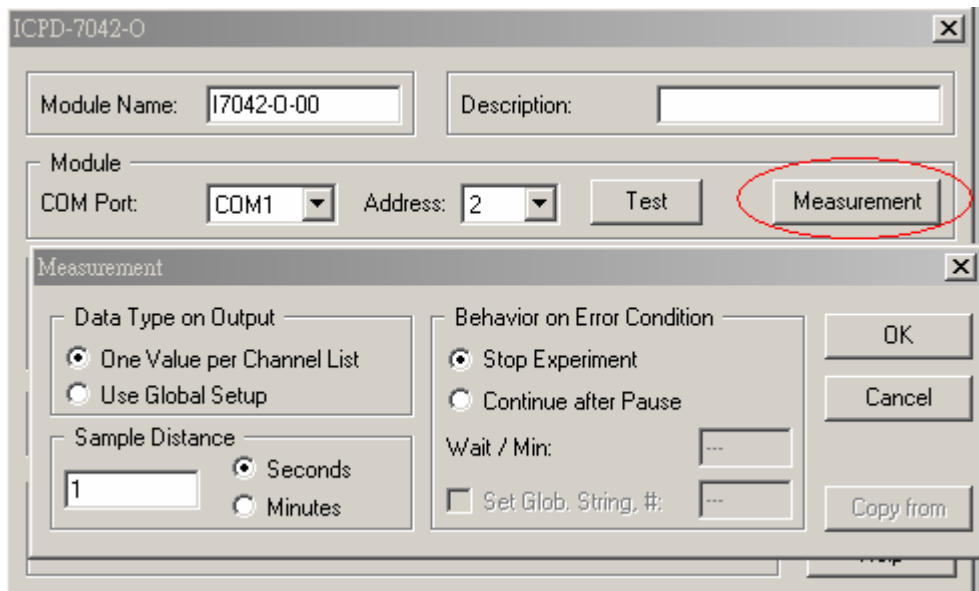 ICPD-7042-O
Module Name: I7042-O-00 Description:
Module
COM Port: COM1 Address: 2 Test Measurement
Measurement
Data Type on Output
One Value per Channel List
Use Global Setup
Sample Distance
1 Seconds
Minutes
Behavior on Error Condition
Stop Experiment
Continue after Pause
Wait / Min: ---
Set Glob. String, #: ---
OK
Cancel
Copy from